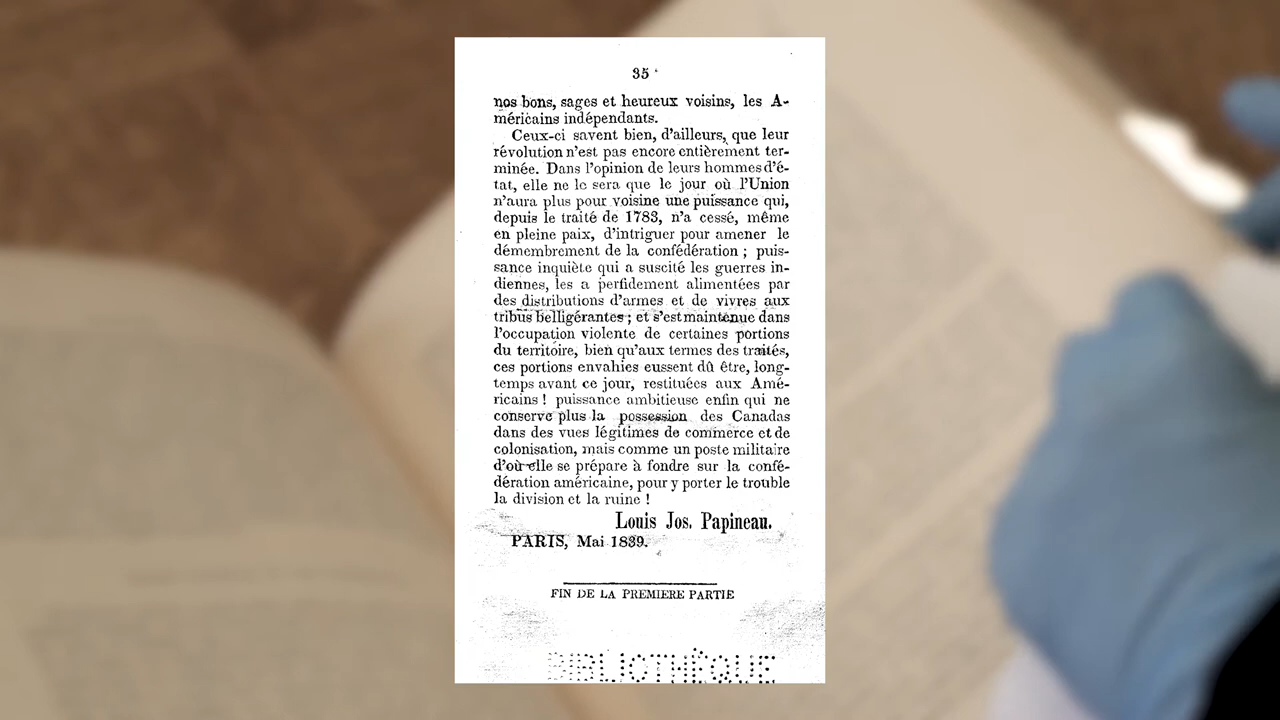 35
nos bons, sages et heureux voisins, les A-
méricains indépendants.
Ceux-ci savent bien, d'ailleurs, que leur
révolution n'est pas encore entièrement ter-
minée. Dans l'opinion de leurs hommes d'é-
tat, elle ne le sera que le jour où l'Union
n'aura plus pour voisine une puissance qui,
depuis le traité de 1783, n'a cessé, même
en pleine paix, d'intriguer pour amener le
démembrement de la confédération ; puis-
sance inquiète qui a suscité les guerres in-
diennes, les a perfidement alimentées par
des distributions d'armes et de vivres aux
tribus belligérantes ; et s'est maintenue dans
l'occupation violente de certaines portions
du territoire, bien qu'aux termes des traités,
ces portions envahies eussent dû être, long-
temps avant ce jour, restituées aux Amé-
ricains ! puissance ambitieuse enfin qui ne
conserve plus la possession des Canadas
dans des vues légitimes de commerce et de
colonisation, mais comme un poste militaire
d'où elle se prépare à fondre sur la confé-
dération américaine, pour y porter le trouble
la division et la ruine !
Louis Jos. Papineau.
PARIS, Mai 1839.
FIN DE LA PREMIERE PARTIE
BIBLIOTHÈQUE